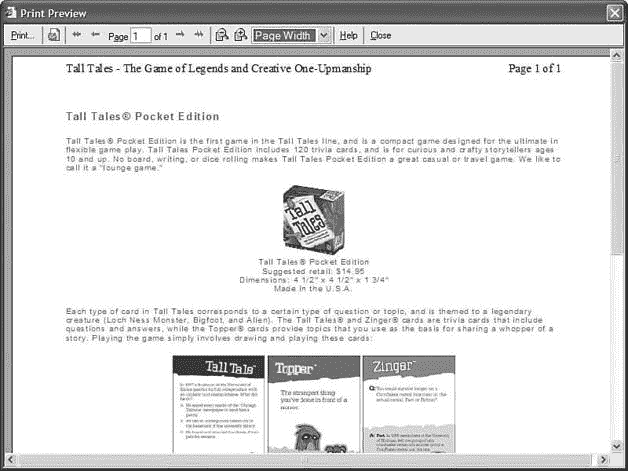 Print Preview
Print... Page 1 of 1 Page Width Help Close
Tall Tales - The Game of Legends and Creative One-Upmanship Page 1 of 1
Tall Tales® Pocket Edition
Tall Tales® Pocket Edition is the first game in the Tall Tales line, and is a compact game designed for the ultimate in
flexible game play. Tall Tales Pocket Edition includes 120 trivia cards, and is for curious and crafty storytellers ages
10 and up. No board, writing, or dice rolling makes Tall Tales Pocket Edition a great casual or travel game. We like to
call it a "lounge game."
Tall
Tales
Tall Tales® Pocket Edition
Suggested retail: $14.95
Dimensions: 4 1/2" x 4 1/2" x 1 3/4"
Made in the U.S.A.
Each type of card in Tall Tales corresponds to a certain type of question or topic, and is themed to a legendary
creature (Loch Ness Monster, Bigfoot, and Alien). The Tall Tales® and Zinger® cards are trivia cards that include
questions and answers, while the Topper® cards provide topics that you use as the basis for sharing a whopper of a
story. Playing the game simply involves drawing and playing these cards:
Tall Tale Topper Zinger
The strangest thing
you've done in front of a